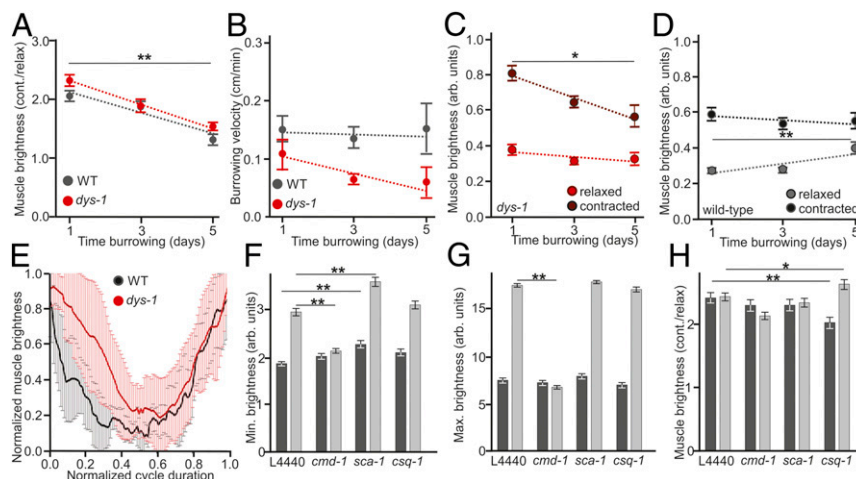 A
Muscle brightness (cont./relax)
3.0
2.0
1.0
0.0
**
WT
dys-1
1 3 5
Time burrowing (days)
B
Burrowing velocity (cm/min)
0.3
0.2
0.15
0.1
0.0
WT
dys-1
1 3 5
Time burrowing (days)
C
Muscle brightness (arb. units)
1.0
0.8
0.6
0.4
0.2
0.0
*
dys-1
relaxed
contracted
1 3 5
Time burrowing (days)
D
Muscle brightness (arb. units)
1.0
0.8
0.6
0.4
0.2
0.0
**
wild-type
relaxed
contracted
1 3 5
Time burrowing (days)
E
Normalized muscle brightness
1.0
0.8
0.6
0.4
0.2
0.0
WT
dys-1
0.0 0.2 0.4 0.6 0.8 1.0
Normalized cycle duration
F
Min. brightness (arb. units)
3
2
1
0
**
**
**
L4440 cmd-1 sca-1 csq-1
G
Max. brightness (arb. units)
15
10
5
0
**
L4440 cmd-1 sca-1 csq-1
H
Muscle brightness (cont./relax)
2
1
0
*
**
L4440 cmd-1 sca-1 csq-1